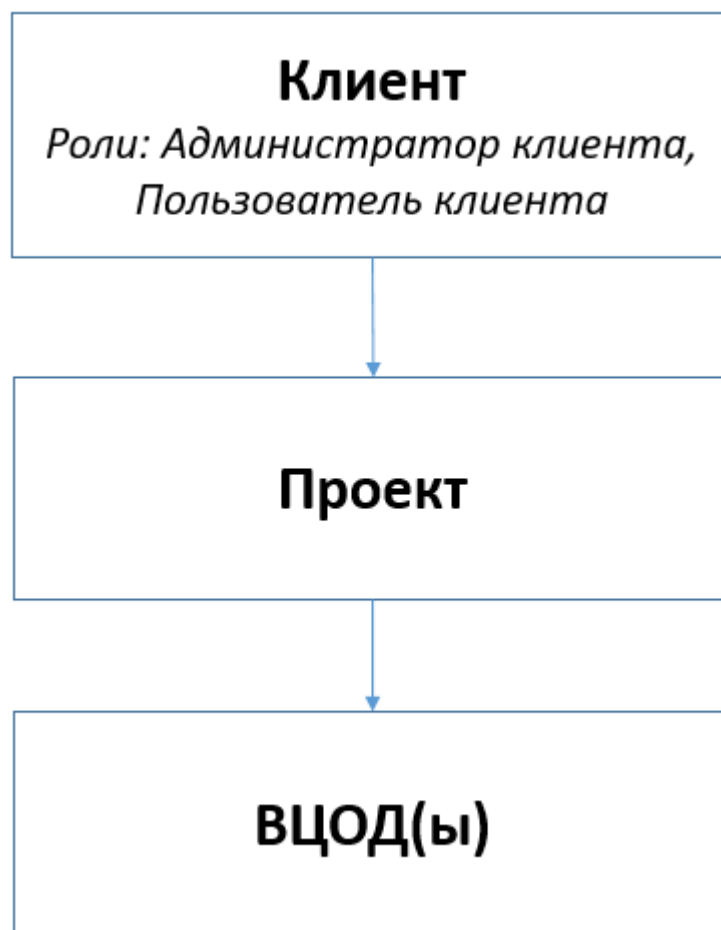 Клиент
Роли: Администратор клиента,
Пользователь клиента
Проект
ВЦОД(ы)